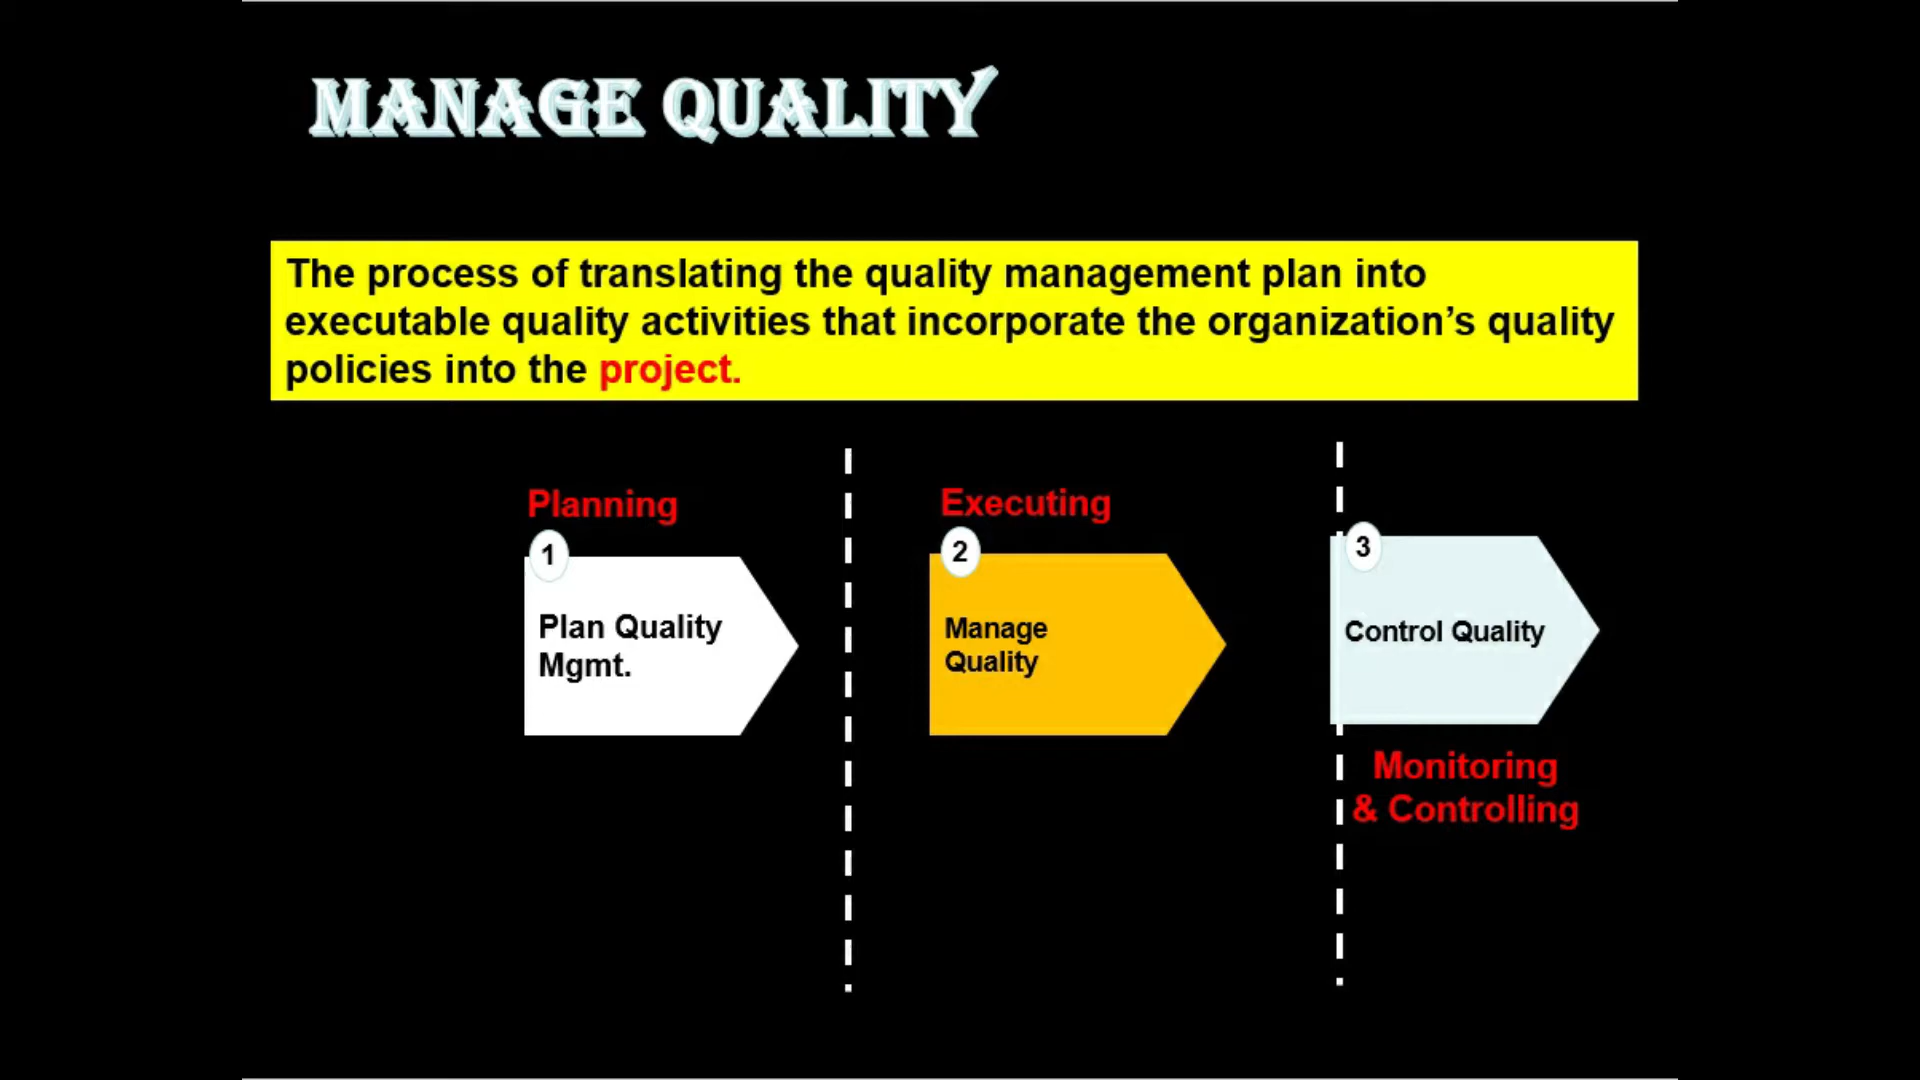 MANAGE QUALITY
The process of translating the quality management plan into
executable quality activities that incorporate the organization’s quality
policies into the project.
Planning
1
Plan Quality
Mgmt.
Executing
2
Manage
Quality
3
Control Quality
Monitoring
& Controlling